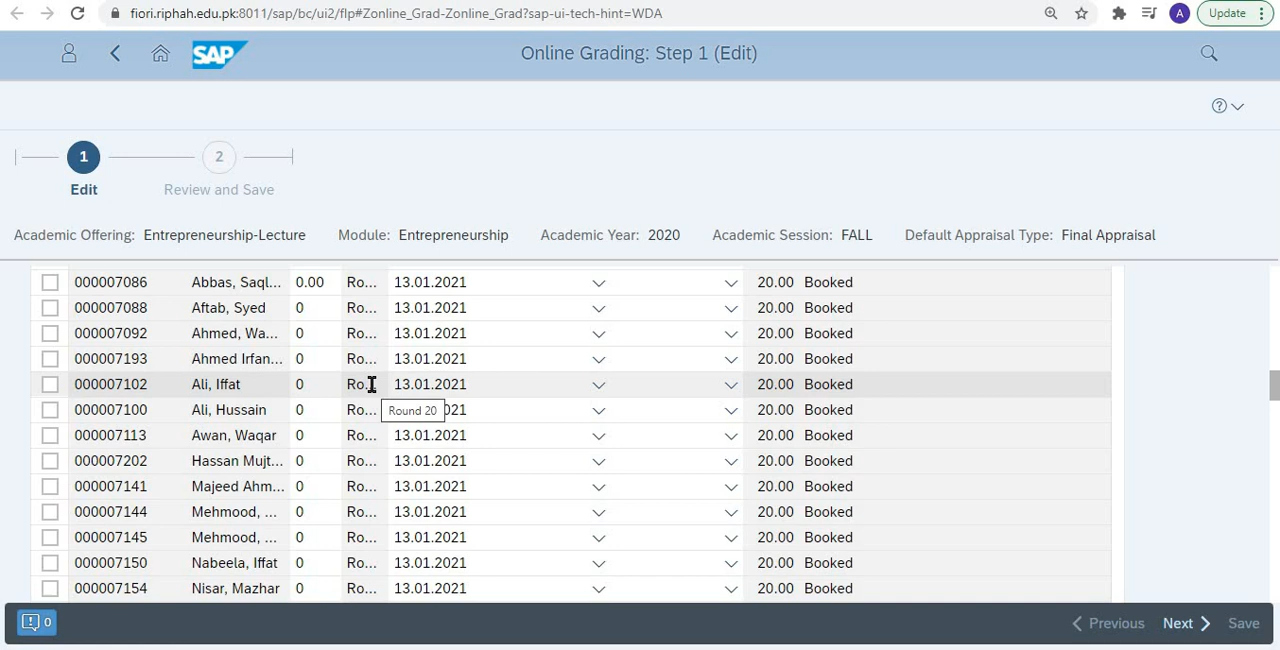 fiori.riphah.edu.pk:8011/sap/bc/ui2/flp#Zonline_Grad-Zonline_Grad?sap-ui-tech-hint=WDA A Update
SAP Online Grading: Step 1 (Edit)
?
1 2
Edit Review and Save
Academic Offering: Entrepreneurship-Lecture Module: Entrepreneurship Academic Year: 2020 Academic Session: FALL Default Appraisal Type: Final Appraisal
000007086 Abbas, Saql... 0.00 Ro... 13.01.2021 20.00 Booked
000007088 Aftab, Syed 0 Ro... 13.01.2021 20.00 Booked
000007092 Ahmed, Wa... 0 Ro... 13.01.2021 20.00 Booked
000007193 Ahmed Irfan... 0 Ro... 13.01.2021 20.00 Booked
000007102 Ali, Iffat 0 Ro... 13.01.2021 20.00 Booked
000007100 Ali, Hussain 0 Ro... Round 20 021 20.00 Booked
000007113 Awan, Waqar 0 Ro... 13.01.2021 20.00 Booked
000007202 Hassan Mujt... 0 Ro... 13.01.2021 20.00 Booked
000007141 Majeed Ahm... 0 Ro... 13.01.2021 20.00 Booked
000007144 Mehmood, ... 0 Ro... 13.01.2021 20.00 Booked
000007145 Mehmood, ... 0 Ro... 13.01.2021 20.00 Booked
000007150 Nabeela, Iffat 0 Ro... 13.01.2021 20.00 Booked
000007154 Nisar, Mazhar 0 Ro... 13.01.2021 20.00 Booked
0 Previous Next Save